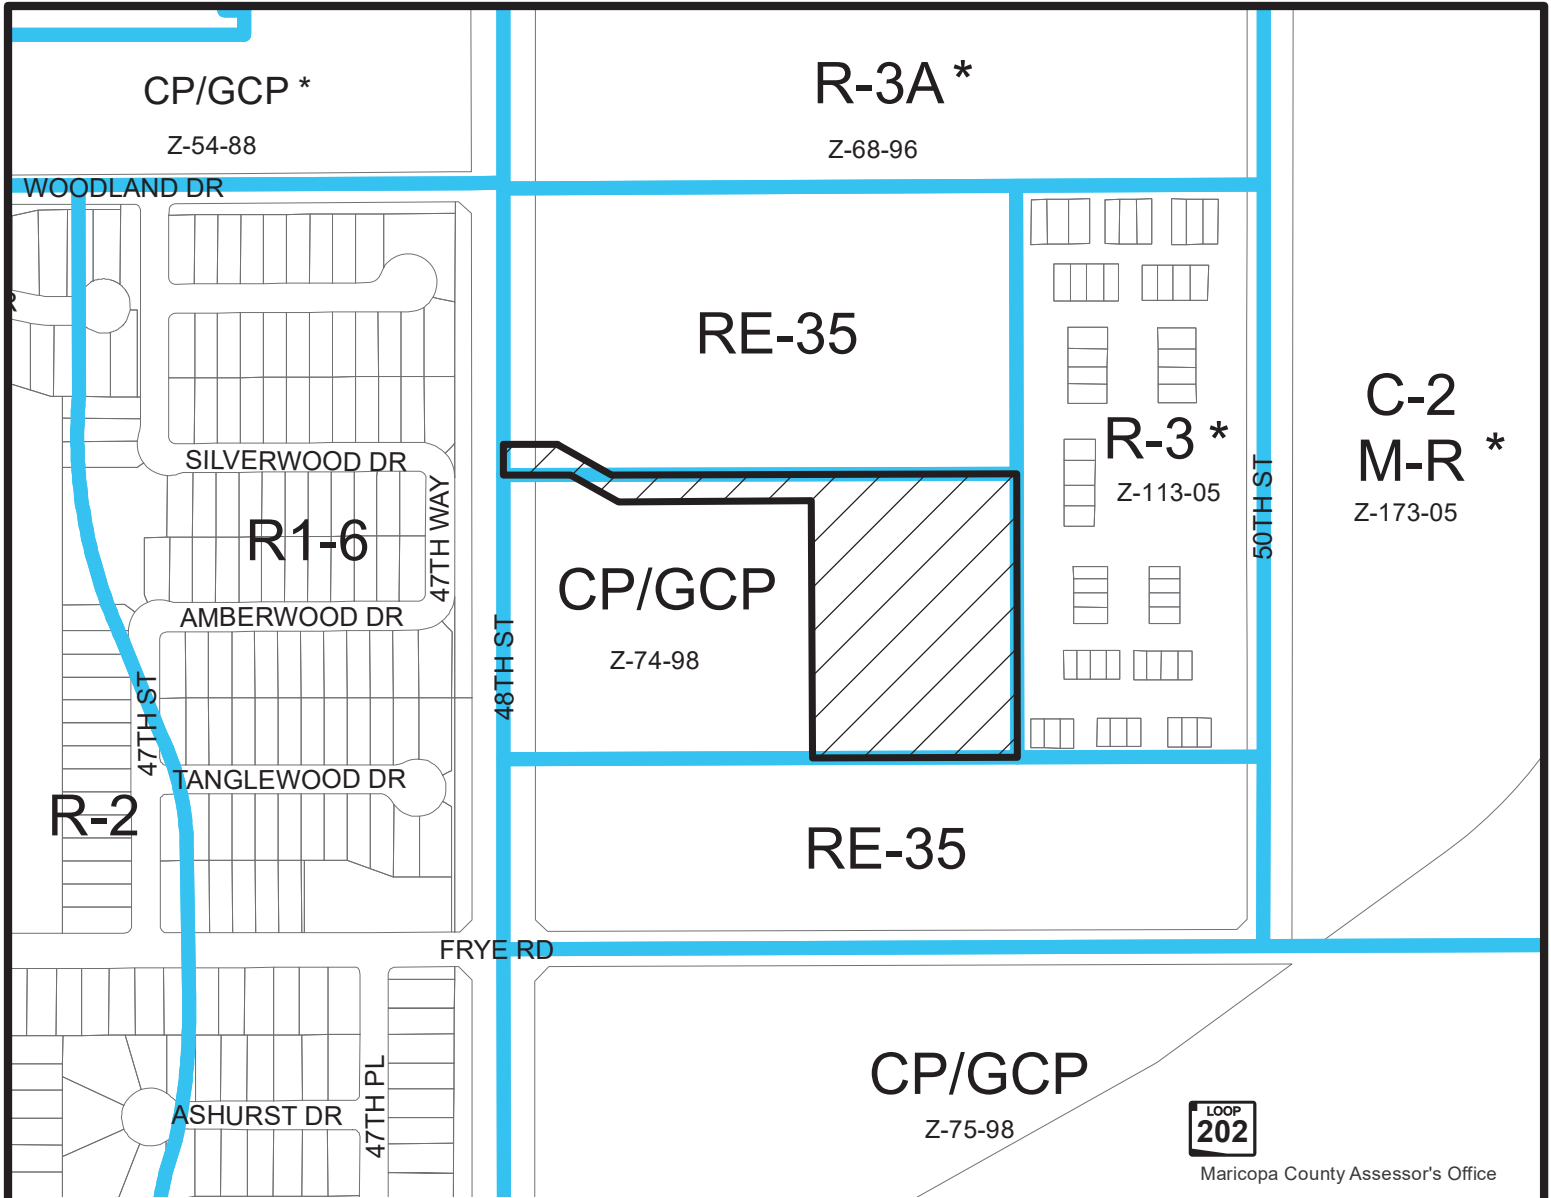 CP/GCP *
Z-54-88
R-3A *
Z-68-96
WOODLAND DR
RE-35
C-2
M-R *
Z-173-05
R-3 *
Z-113-05
SILVERWOOD DR
47TH WAY
50TH ST
R1-6
CP/GCP
Z-74-98
AMBERWOOD DR
48TH ST
47TH ST
TANGLEWOOD DR
R-2
RE-35
FRYE RD
CP/GCP
Z-75-98
47TH PL
ASHURST DR
LOOP
202
Maricopa County Assessor's Office